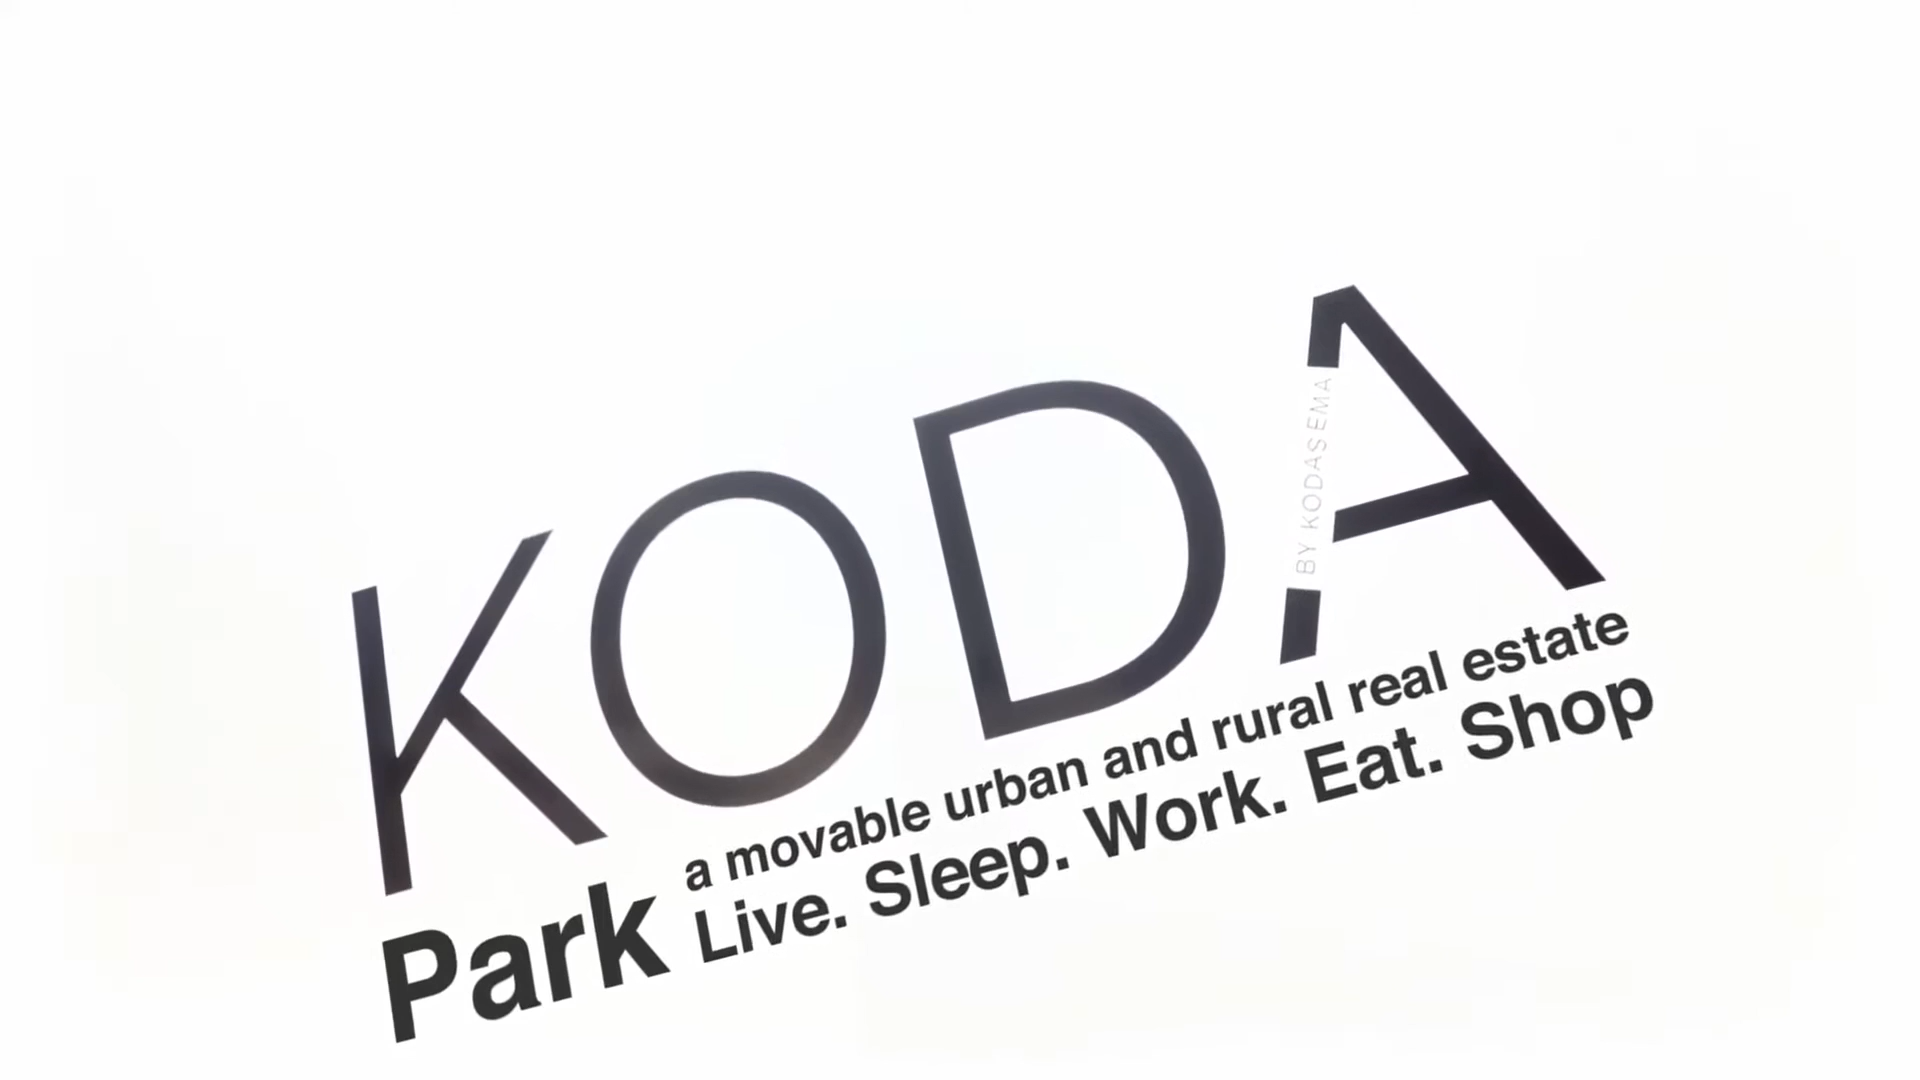 KODA
BY KODASEMA
Park
a movable urban and rural real estate
Live. Sleep. Work. Eat. Shop